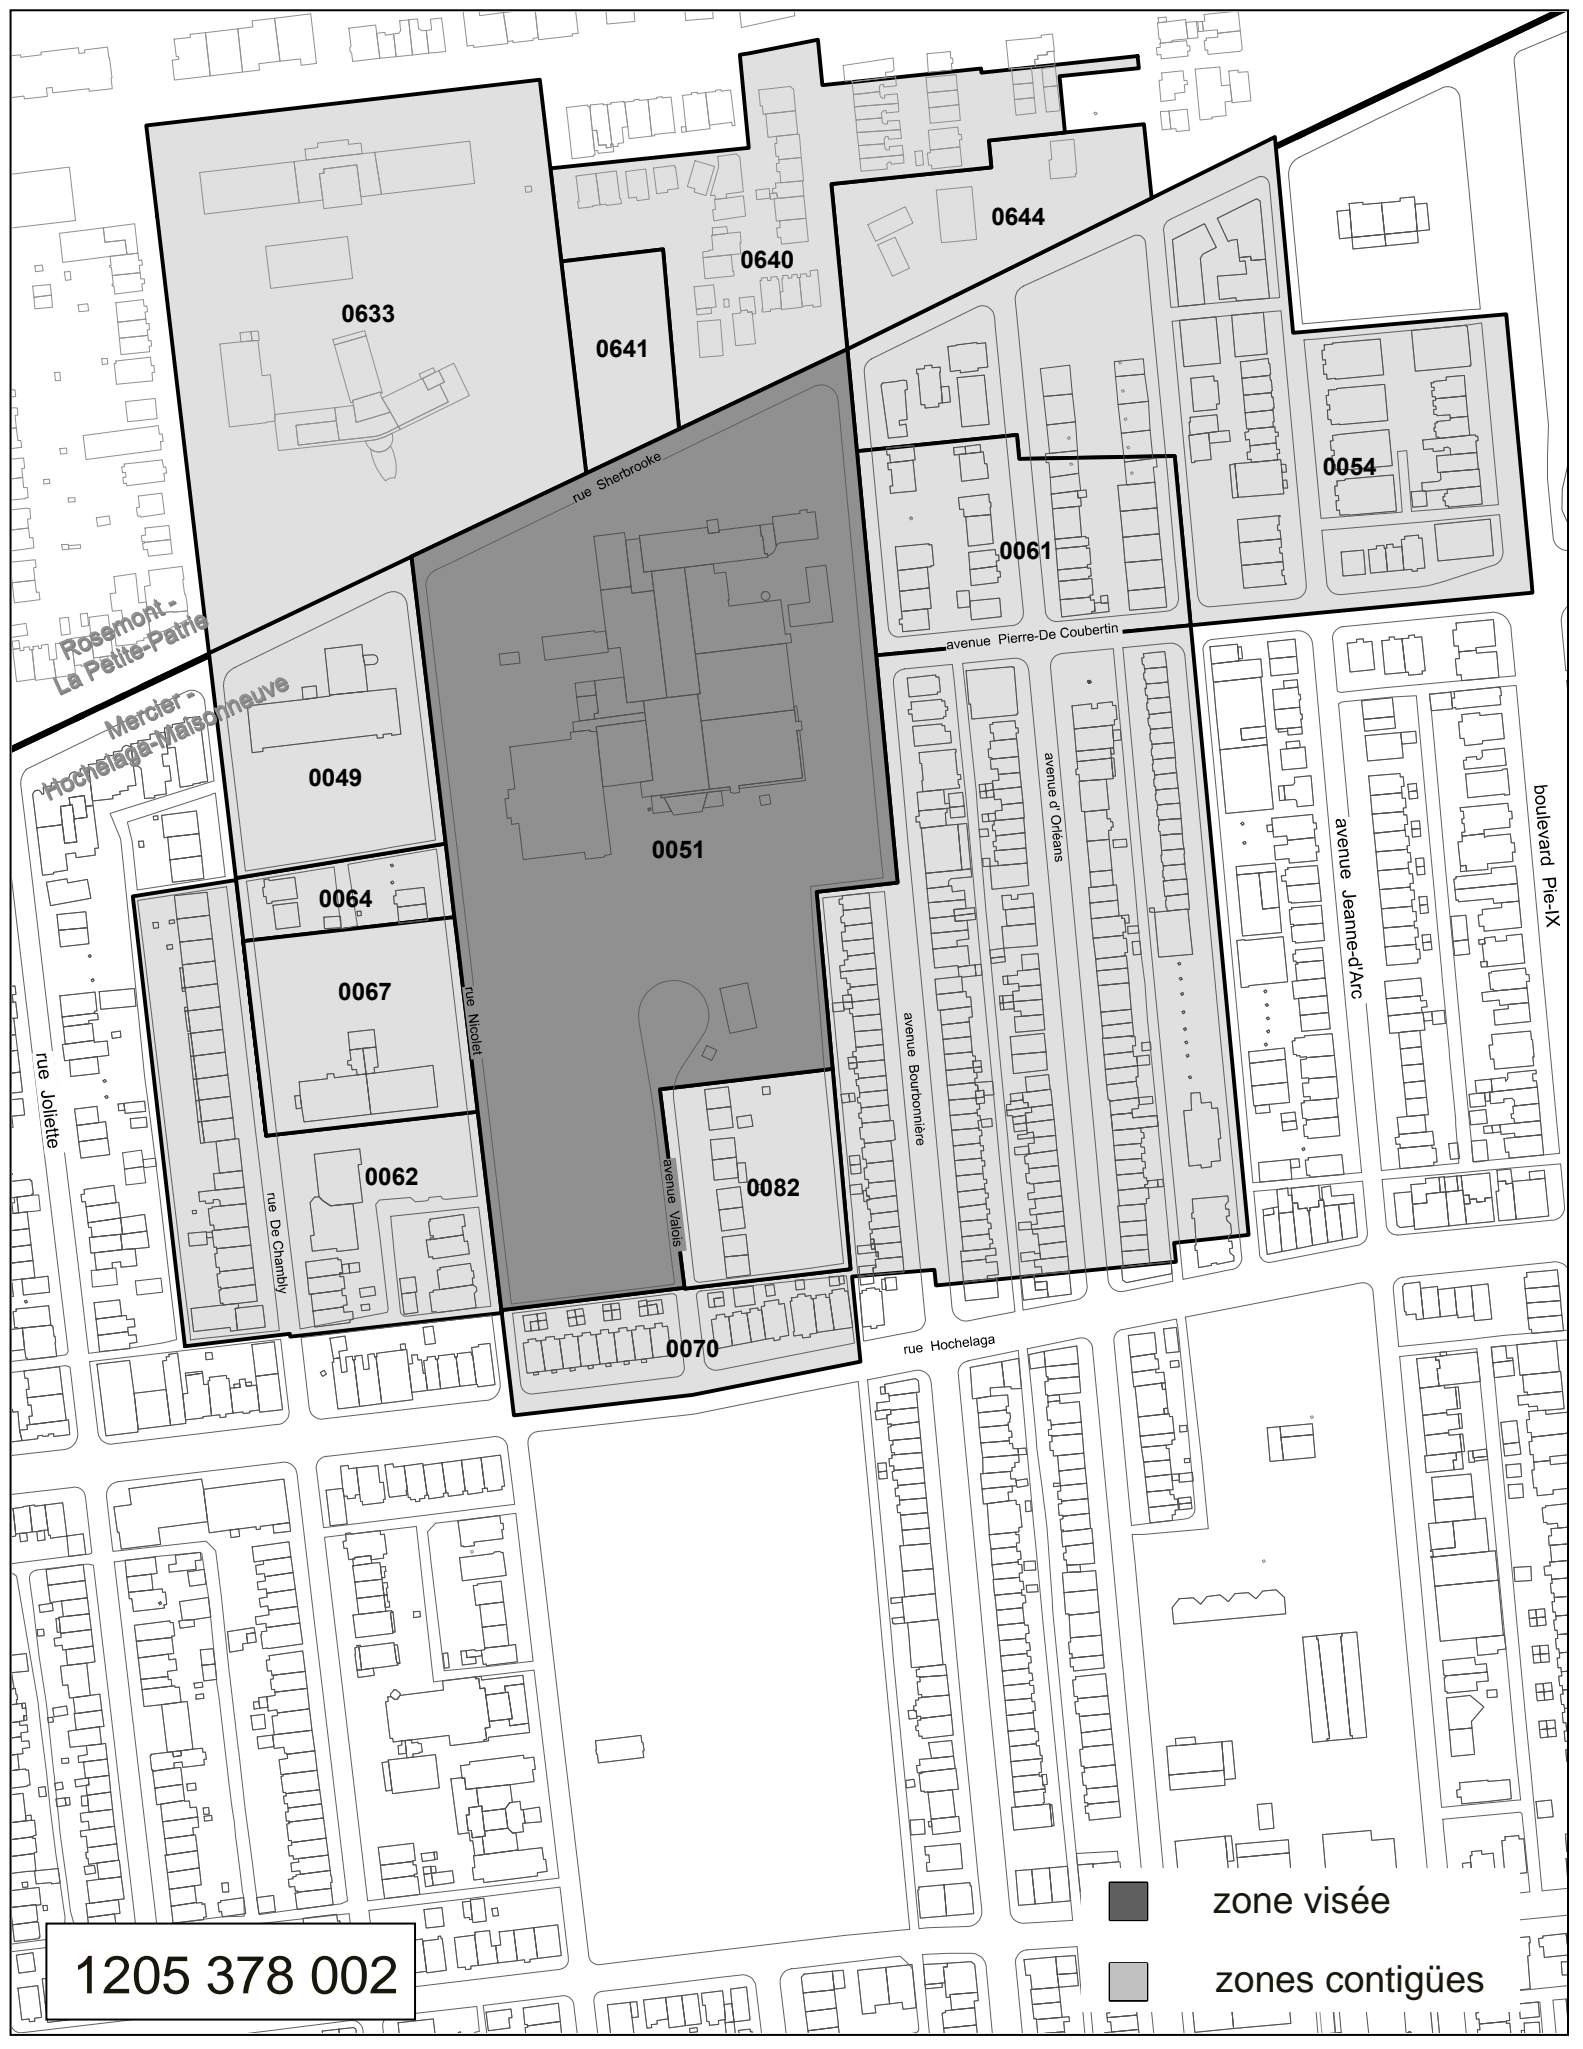 0644
0640
0633
0641
rue Sherbrooke
0054
0061
Rosemont -
La Petite-Patrie
avenue Pierre-De Coubertin
Mercier -
Hochelaga-Maisonneuve
0049
avenue d' Orléans
0051
boulevard Pie-IX
avenue Jeanne-d'Arc
0064
0067
rue Nicolet
avenue Bourbonnière
rue Joliette
0062
0082
avenue Valois
rue De Chambly
0070
rue Hochelaga
zone visée
1205 378 002
zones contigües